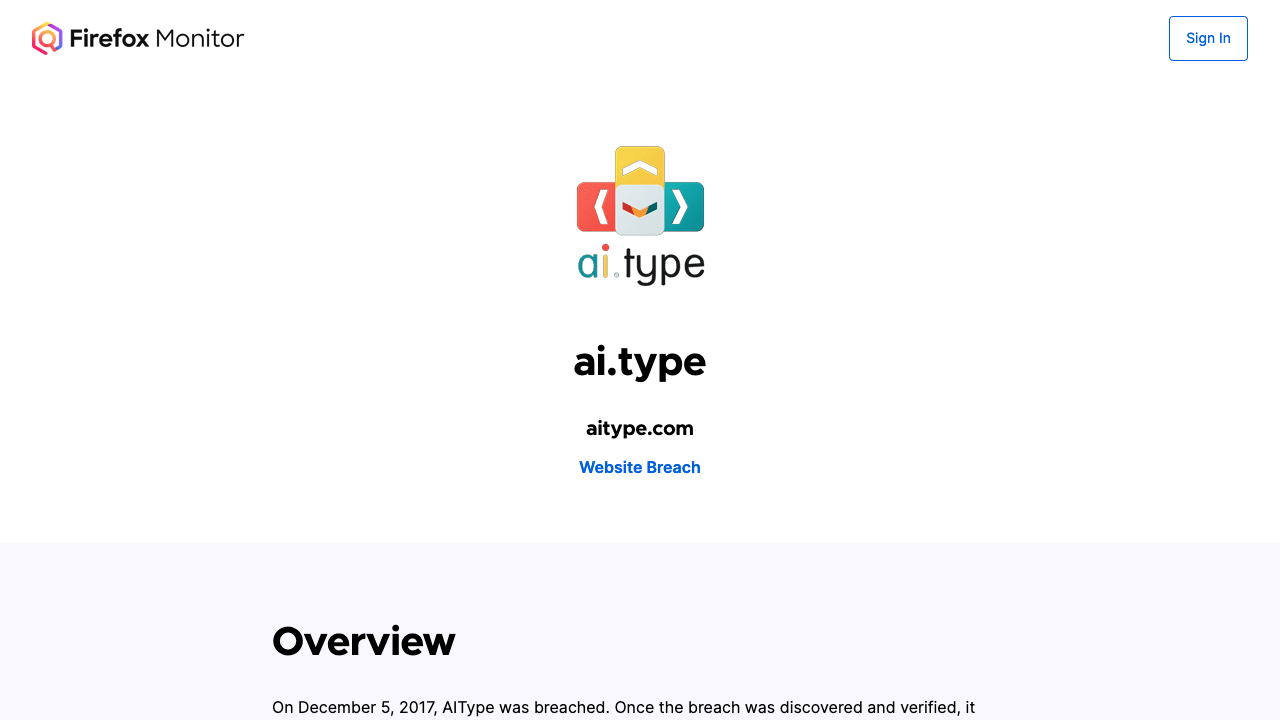 Firefox Monitor
Sign In
ai.type
ai.type
aitype.com
Website Breach
Overview
On December 5, 2017, AIType was breached. Once the breach was discovered and verified, it